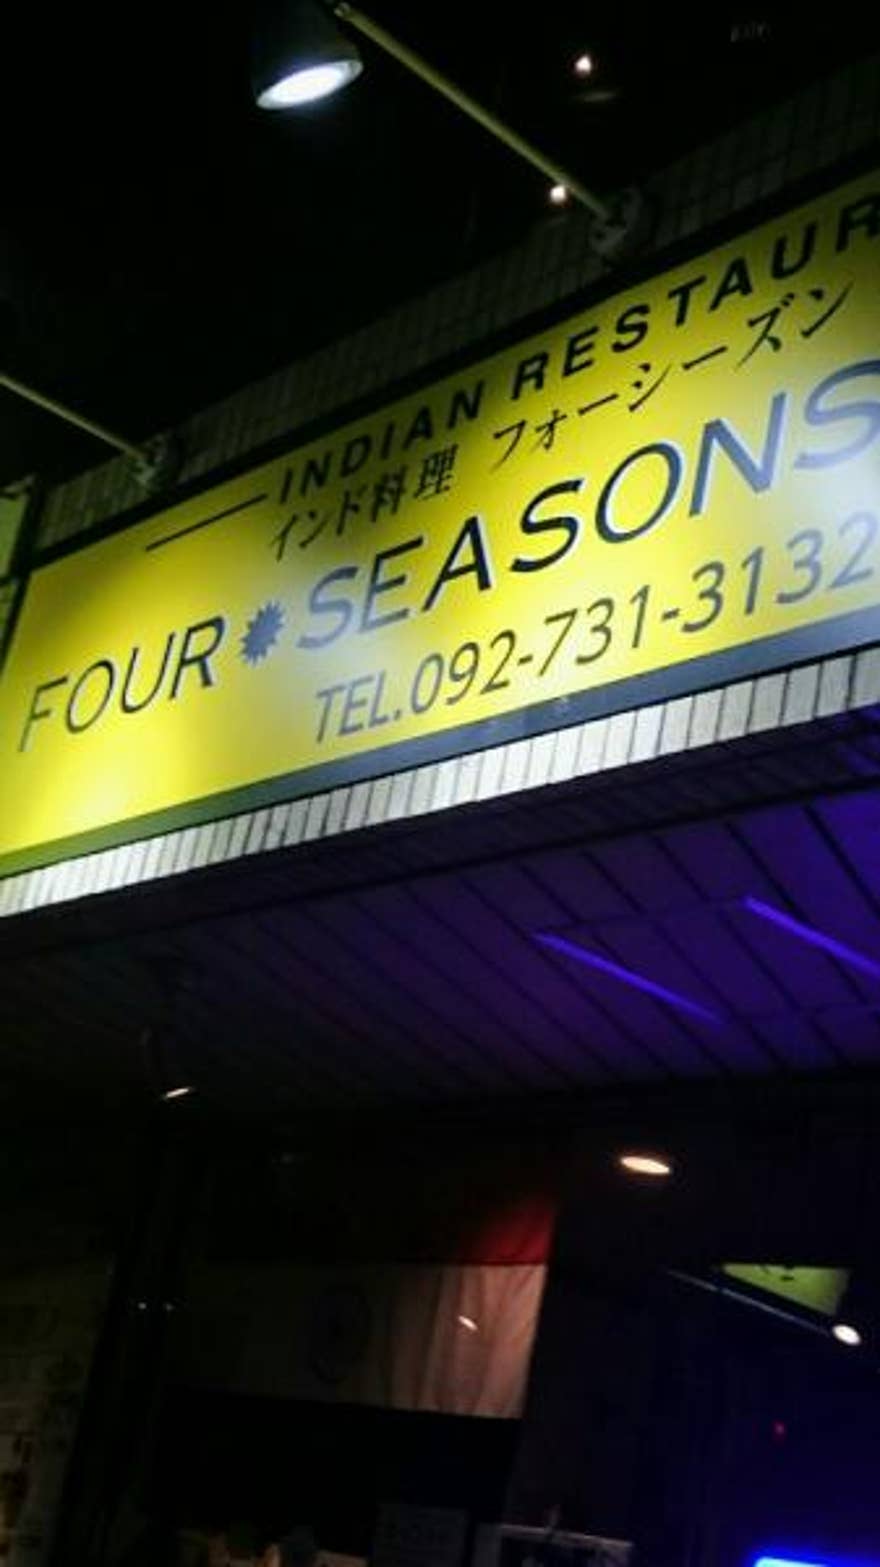 INDIAN RESTAUR
インド料理 フォーシーズン
FOUR SEASONS
TEL.092-731-3132